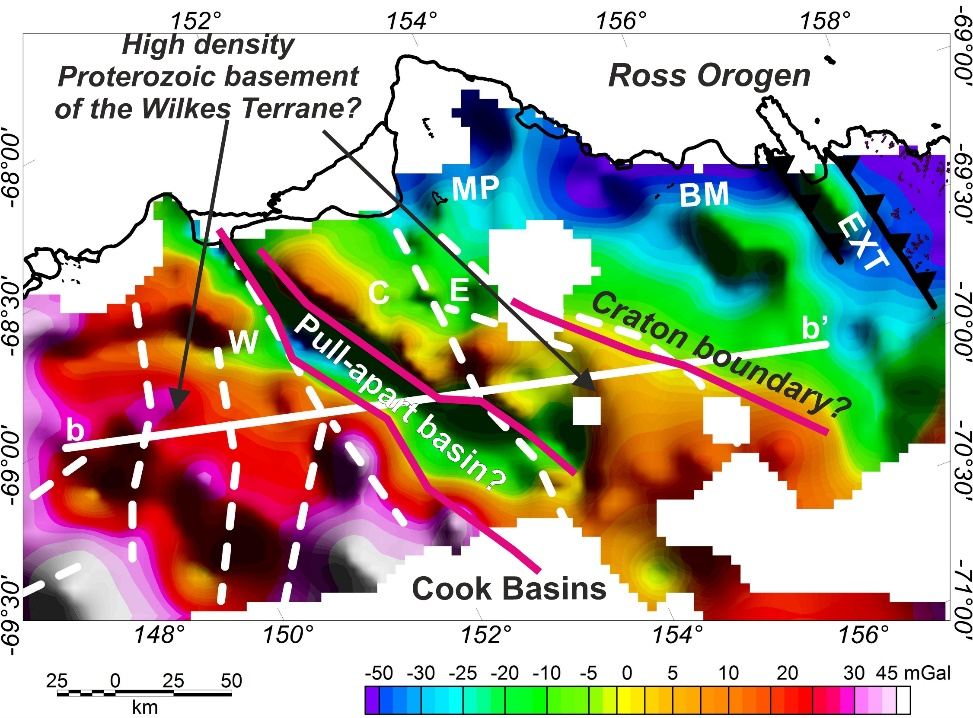 152° 154° 156° 158°
High density
Proterozoic basement
of the Wilkes Terrane?
Ross Orogen
-69°00'
-68°00'
-69°30'
MP
BM
EXT
C
E
-68°30'
-70°00'
W
Craton boundary?
b'
Pull-apart basin?
b
-69°00'
-70°30'
Cook Basins
-69°30'
-71°00'
148° 150° 152° 154° 156°
25 0 25 50
km
-50 -30 -25 -20 -10 -5 0 5 10 20 30 45 mGal